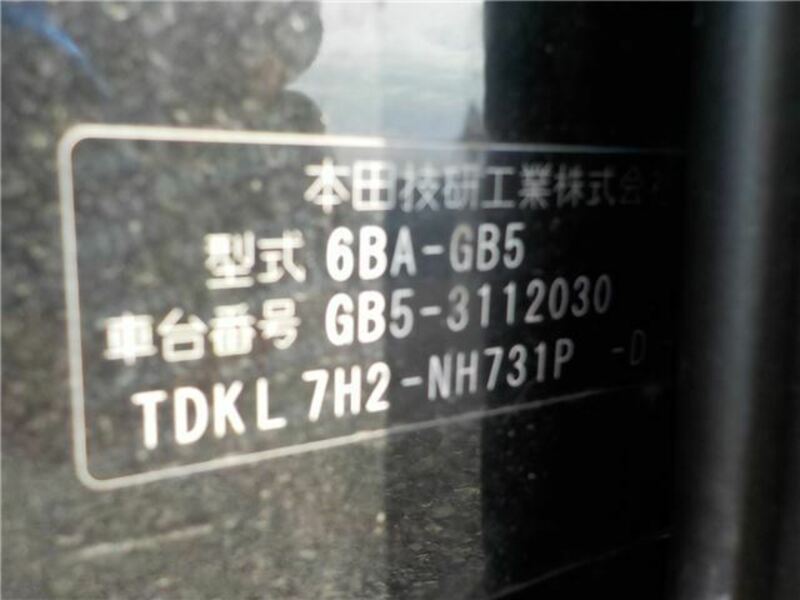 本田技研工業株式会社
型式 6BA-GB5
車台番号 GB5-3112030
TDKL 7H2-NH731P -D